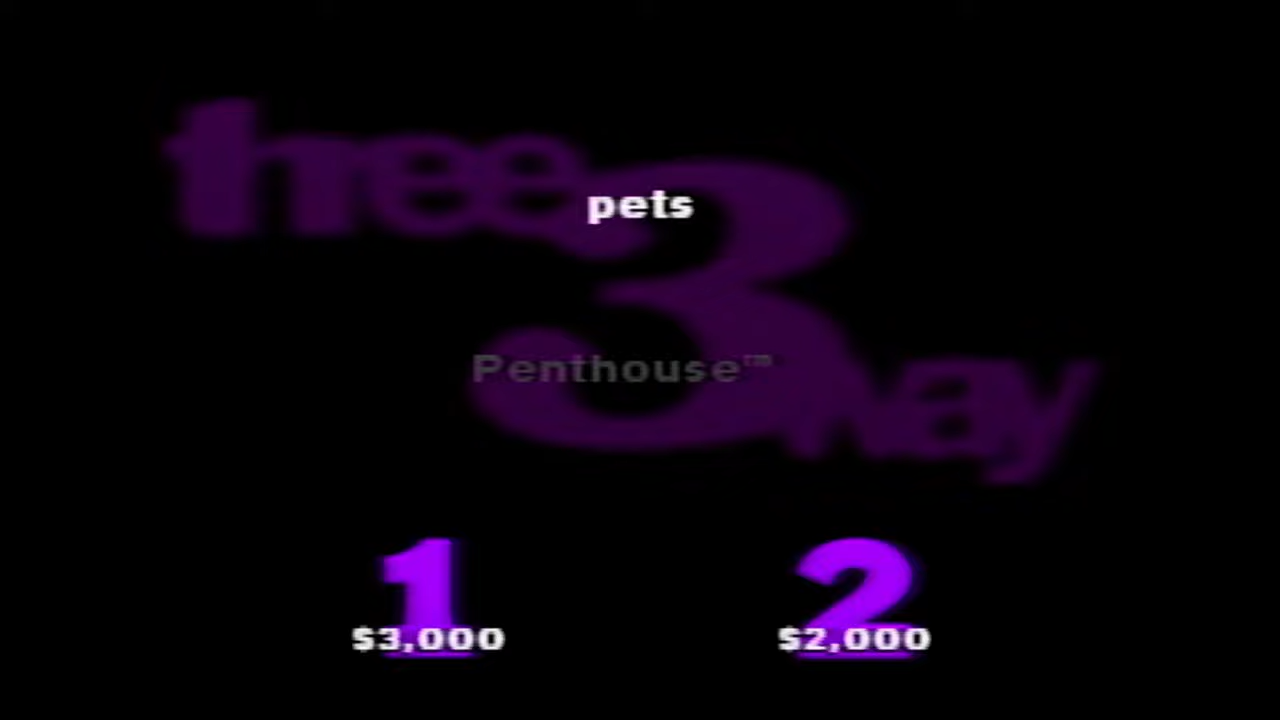 three
3
way
pets
Penthouse™
1 2
$3,000 $2,000